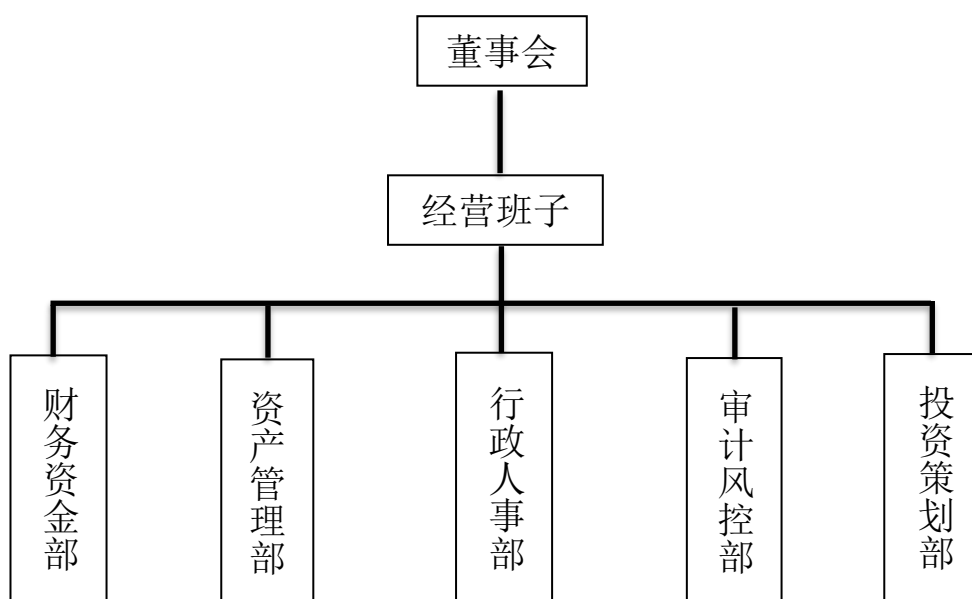 董事会
经营班子
财务资金部
资产管理部
行政人事部
审计风控部
投资策划部